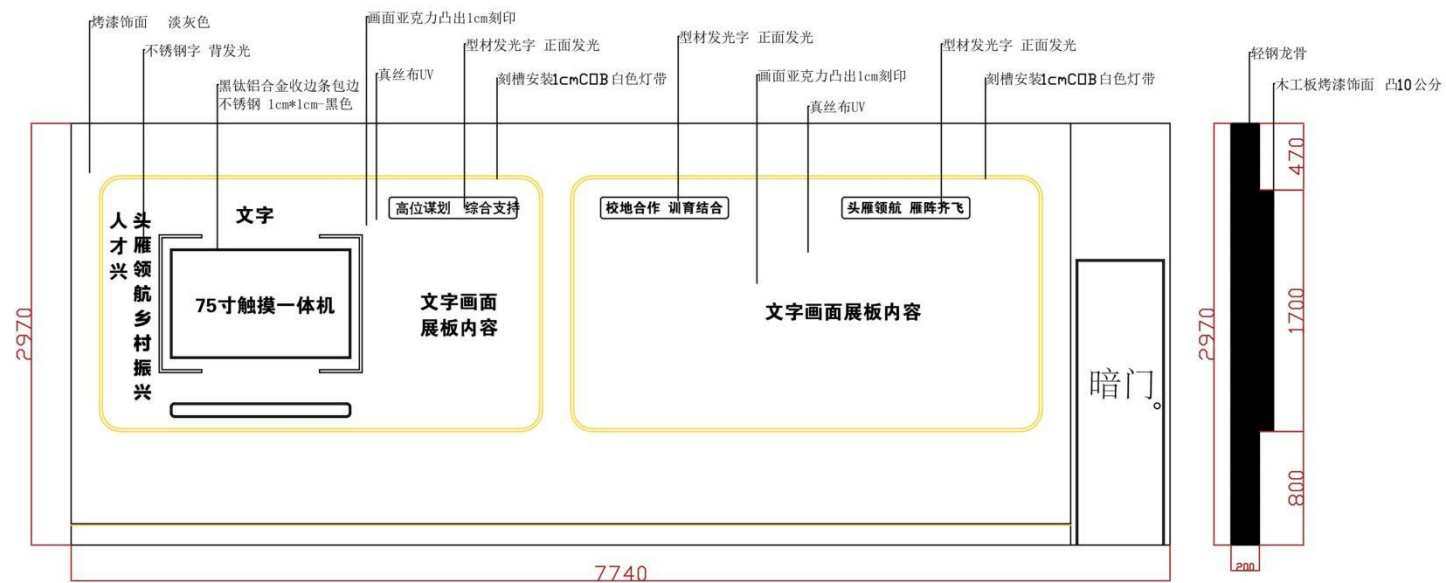 烤漆饰面 淡灰色
不锈钢字 背发光
黑钛铝合金收边条包边
不锈钢 1cm*1cm-黑色
画面亚克力凸出1cm刻印
真丝布UV
型材发光字 正面发光
刻槽安装1cmCOB白色灯带
型材发光字 正面发光
画面亚克力凸出1cm刻印
真丝布UV
型材发光字 正面发光
刻槽安装1cmCOB白色灯带
轻钢龙骨
木工板烤漆饰面 凸10公分
人才兴
头雁领航乡村振兴
文字
75寸触摸一体机
高位谋划 综合支持
文字画面
展板内容
校地合作 训育结合
头雁领航 雁阵齐飞
文字画面展板内容
暗门
2970
7740
2970
470
1700
800
200